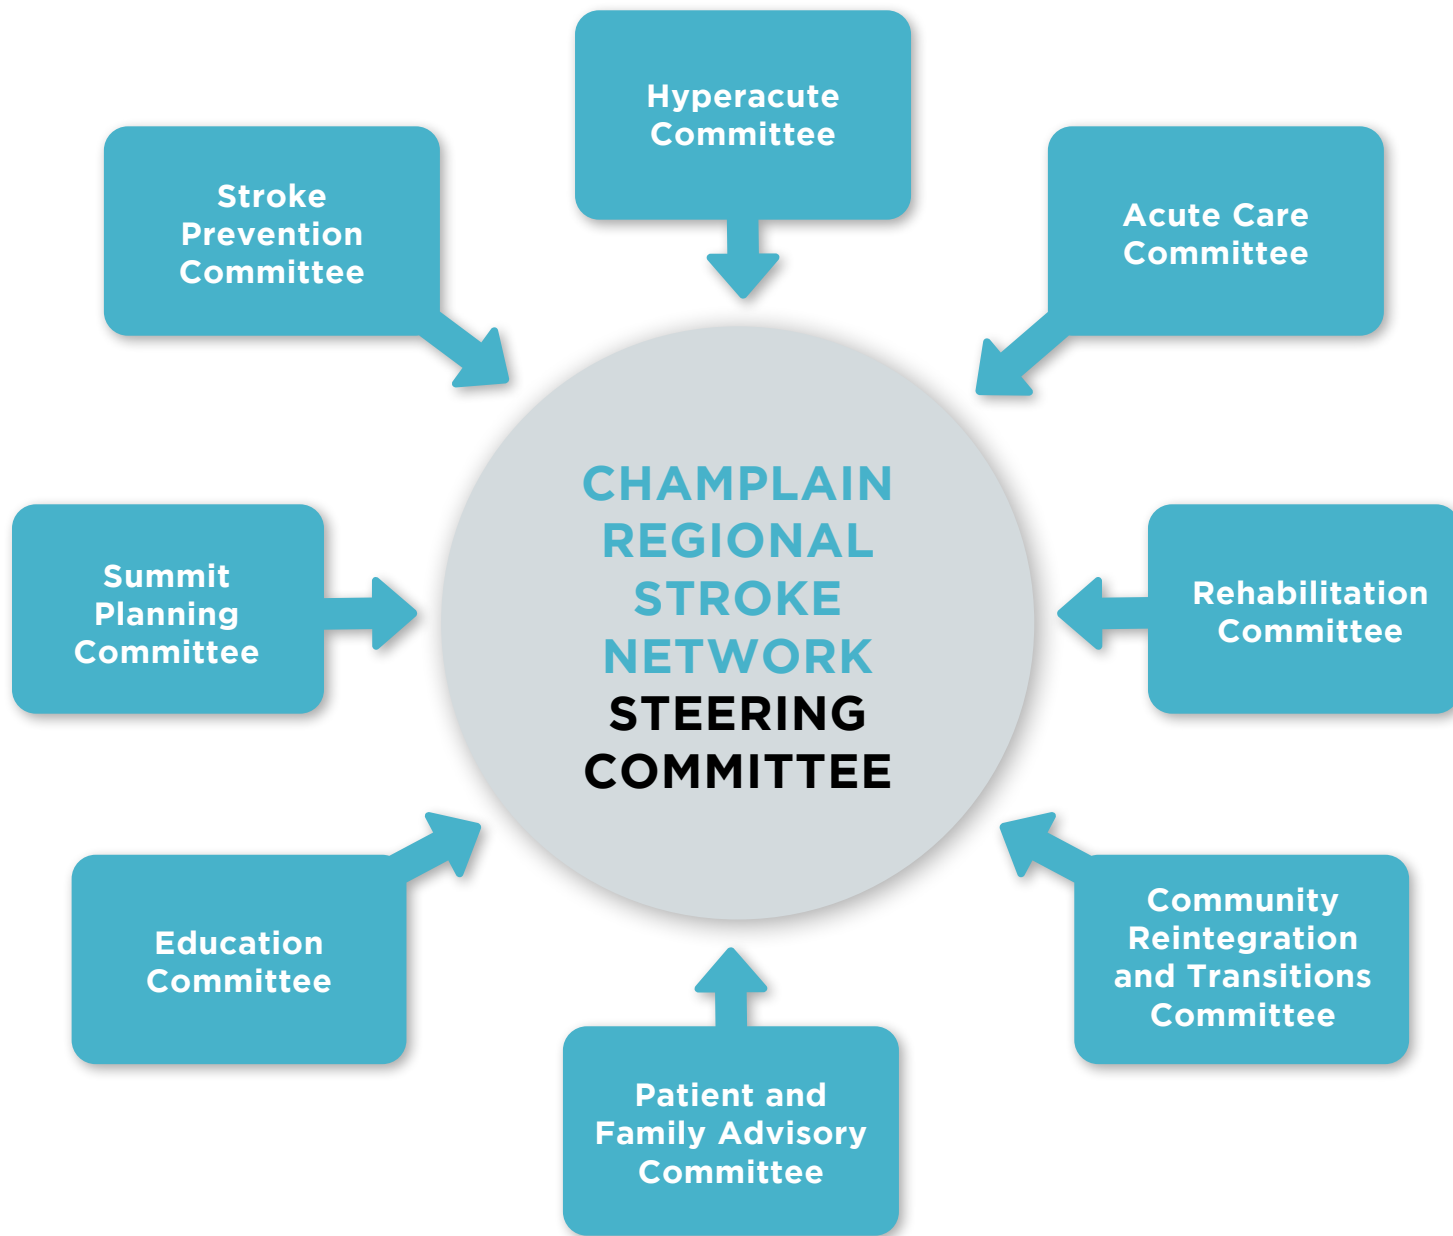 Hyperacute
Committee
Stroke
Prevention
Committee
Acute Care
Committee
CHAMPLAIN
REGIONAL
STROKE
NETWORK
STEERING
COMMITTEE
Summit
Planning
Committee
Rehabilitation
Committee
Education
Committee
Community
Reintegration
and Transitions
Committee
Patient and
Family Advisory
Committee